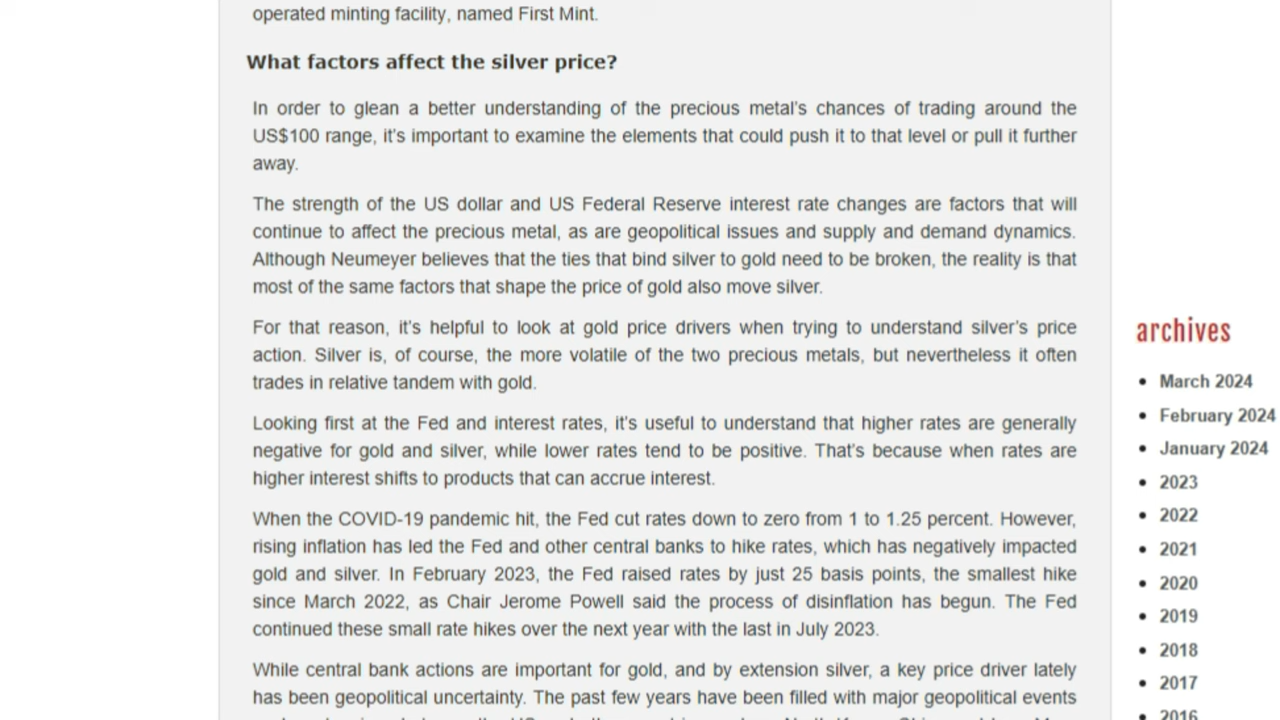 operated minting facility, named First Mint.
What factors affect the silver price?
In order to glean a better understanding of the precious metal's chances of trading around the
US$100 range, it's important to examine the elements that could push it to that level or pull it further
away.
The strength of the US dollar and US Federal Reserve interest rate changes are factors that will
continue to affect the precious metal, as are geopolitical issues and supply and demand dynamics.
Although Neumeyer believes that the ties that bind silver to gold need to be broken, the reality is that
most of the same factors that shape the price of gold also move silver.
For that reason, it's helpful to look at gold price drivers when trying to understand silver's price
action. Silver is, of course, the more volatile of the two precious metals, but nevertheless it often
trades in relative tandem with gold.
Looking first at the Fed and interest rates, it's useful to understand that higher rates are generally
negative for gold and silver, while lower rates tend to be positive. That's because when rates are
higher interest shifts to products that can accrue interest.
When the COVID-19 pandemic hit, the Fed cut rates down to zero from 1 to 1.25 percent. However,
rising inflation has led the Fed and other central banks to hike rates, which has negatively impacted
gold and silver. In February 2023, the Fed raised rates by just 25 basis points, the smallest hike
since March 2022, as Chair Jerome Powell said the process of disinflation has begun. The Fed
continued these small rate hikes over the next year with the last in July 2023.
While central bank actions are important for gold, and by extension silver, a key price driver lately
has been geopolitical uncertainty. The past few years have been filled with major geopolitical events
archives
March 2024
February 2024
January 2024
2023
2022
2021
2020
2019
2018
2017
2016